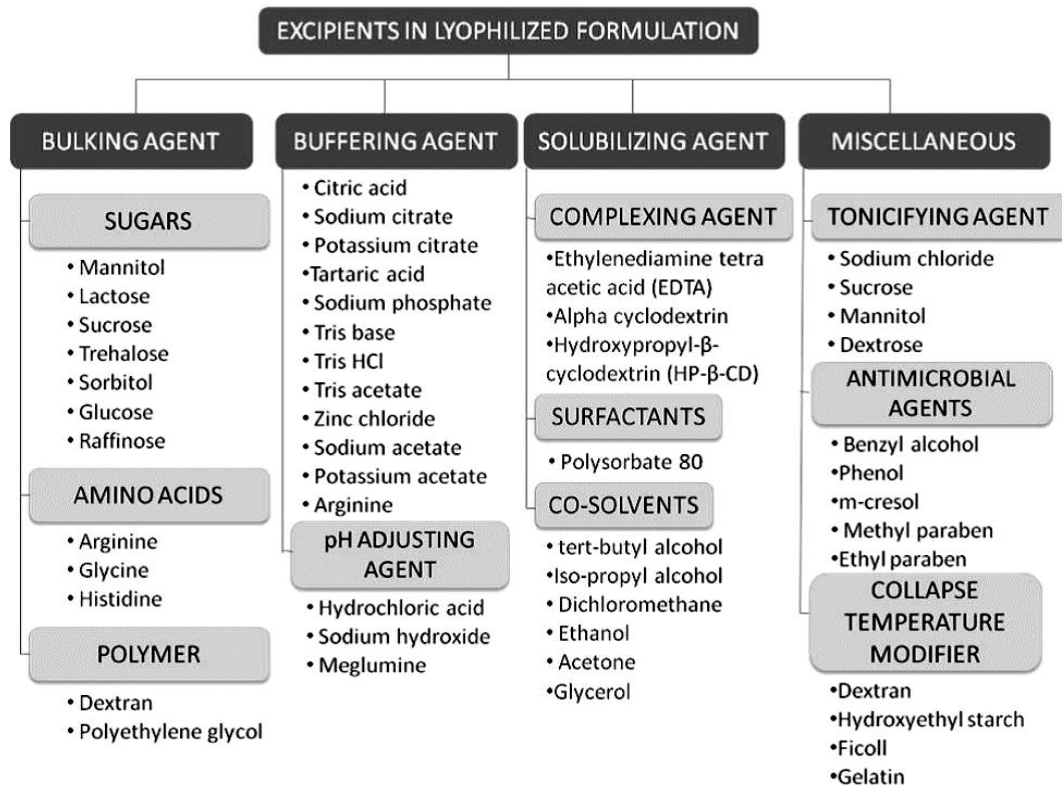 EXCIPIENTS IN LYOPHILIZED FORMULATION
BULKING AGENT
SUGARS
• Mannitol
• Lactose
• Sucrose
• Trehalose
• Sorbitol
• Glucose
• Raffinose
AMINO ACIDS
• Arginine
• Glycine
• Histidine
POLYMER
• Dextran
• Polyethylene glycol
BUFFERING AGENT
• Citric acid
• Sodium citrate
• Potassium citrate
•Tartaric acid
• Sodium phosphate
• Tris base
• Tris HCl
• Tris acetate
• Zinc chloride
• Sodium acetate
• Potassium acetate
• Arginine
pH ADJUSTING
AGENT
• Hydrochloric acid
• Sodium hydroxide
• Meglumine
SOLUBILIZING AGENT
COMPLEXING AGENT
•Ethylenediamine tetra
acetic acid (EDTA)
•Alpha cyclodextrin
•Hydroxypropyl-β-
cyclodextrin (HP-β-CD)
SURFACTANTS
• Polysorbate 80
CO-SOLVENTS
• tert-butyl alcohol
•Iso-propyl alcohol
• Dichloromethane
• Ethanol
• Acetone
•Glycerol
MISCELLANEOUS
TONICIFYING AGENT
• Sodium chloride
• Sucrose
• Mannitol
• Dextrose
ANTIMICROBIAL
AGENTS
• Benzyl alcohol
•Phenol
•m-cresol
• Methyl paraben
•Ethyl paraben
COLLAPSE
TEMPERATURE
MODIFIER
•Dextran
•Hydroxyethyl starch
•Ficoll
•Gelatin